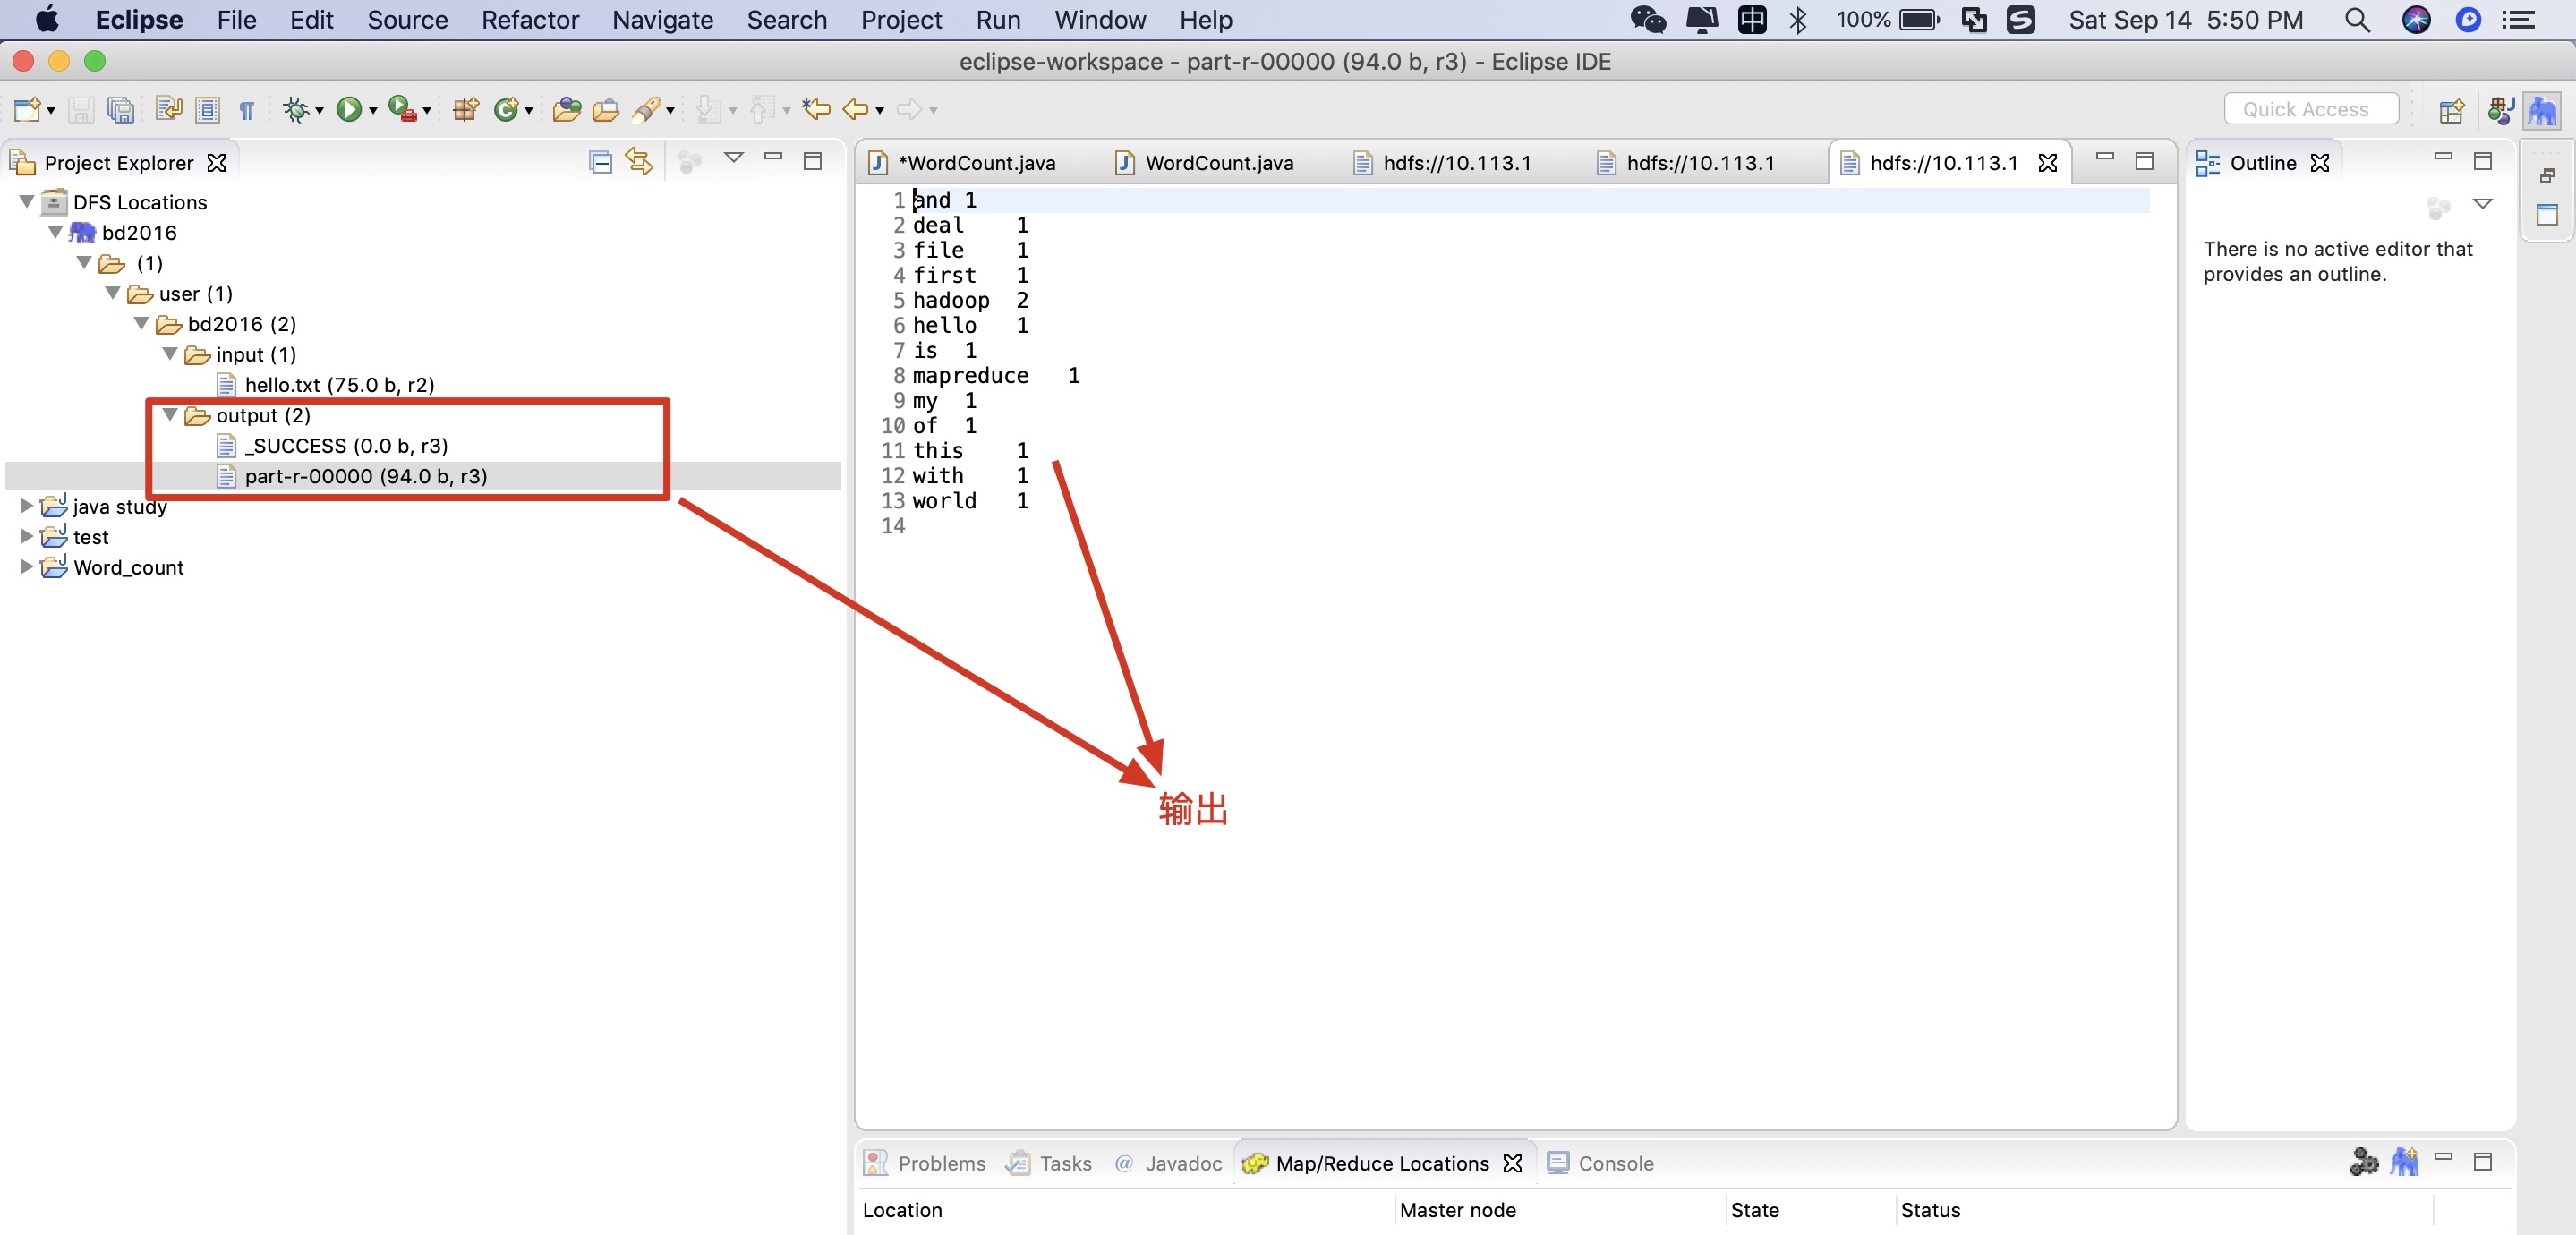 Eclipse File Edit Source Refactor Navigate Search Project Run Window Help 中 100% S Sat Sep 14 5:50 PM
eclipse-workspace - part-r-00000 (94.0 b, r3) - Eclipse IDE
Quick Access
Project Explorer
DFS Locations
bd2016
(1)
user (1)
bd2016 (2)
input (1)
hello.txt (75.0 b, r2)
output (2)
_SUCCESS (0.0 b, r3)
part-r-00000 (94.0 b, r3)
java study
test
Word_count
*WordCount.java WordCount.java hdfs://10.113.1 hdfs://10.113.1 hdfs://10.113.1
1 and 1
2 deal 1
3 file 1
4 first 1
5 hadoop 2
6 hello 1
7 is 1
8 mapreduce 1
9 my 1
10 of 1
11 this 1
12 with 1
13 world 1
14
输出
Outline
There is no active editor that
provides an outline.
Problems @ Tasks Javadoc Map/Reduce Locations Console
Location Master node State Status